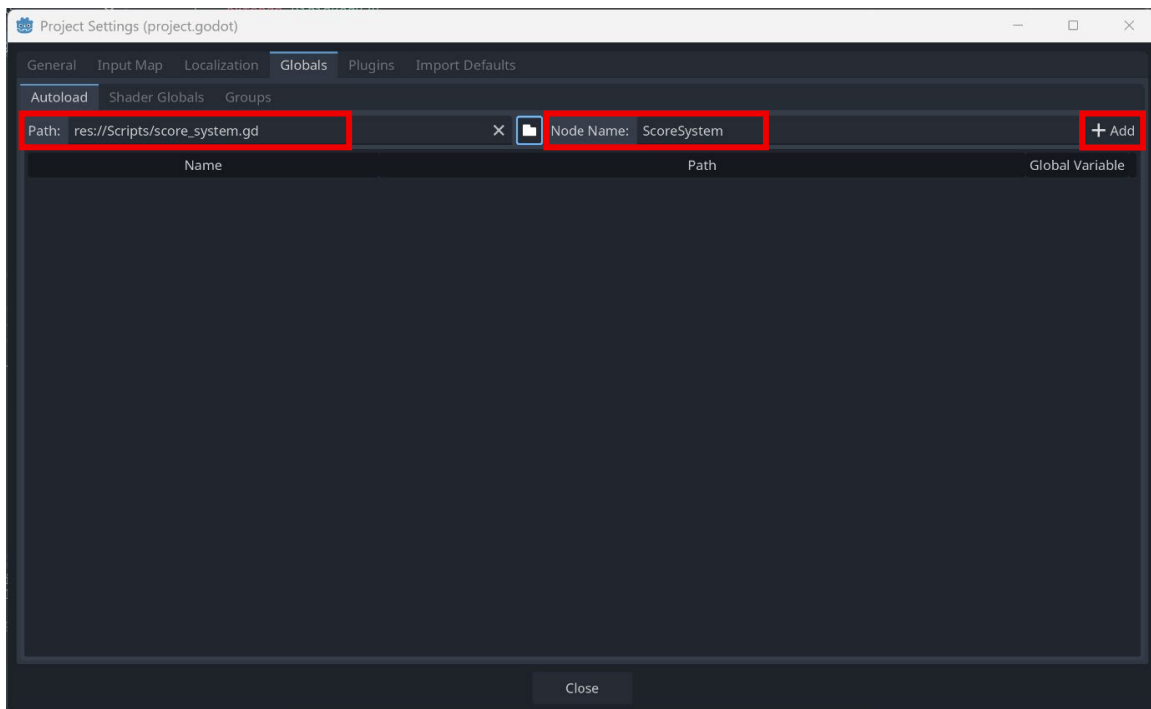 Project Settings (project.godot)
General Input Map Localization Globals Plugins Import Defaults
Autoload Shader Globals Groups
Path: res://Scripts/score_system.gd Node Name: ScoreSystem + Add
Name Path Global Variable
Close